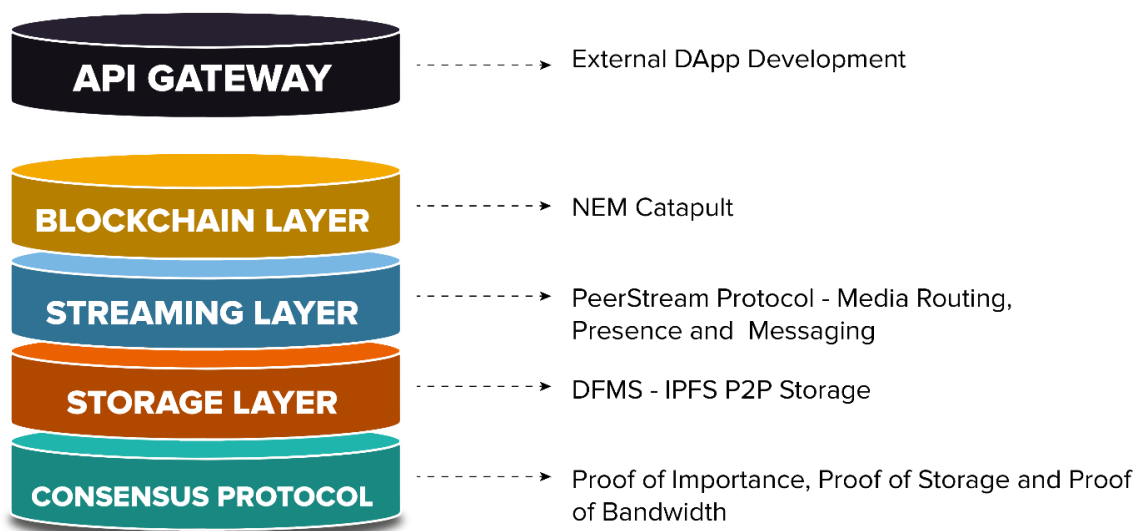 API GATEWAY
External DApp Development
BLOCKCHAIN LAYER
NEM Catapult
STREAMING LAYER
PeerStream Protocol - Media Routing,
Presence and Messaging
STORAGE LAYER
DFMS - IPFS P2P Storage
CONSENSUS PROTOCOL
Proof of Importance, Proof of Storage and Proof
of Bandwidth